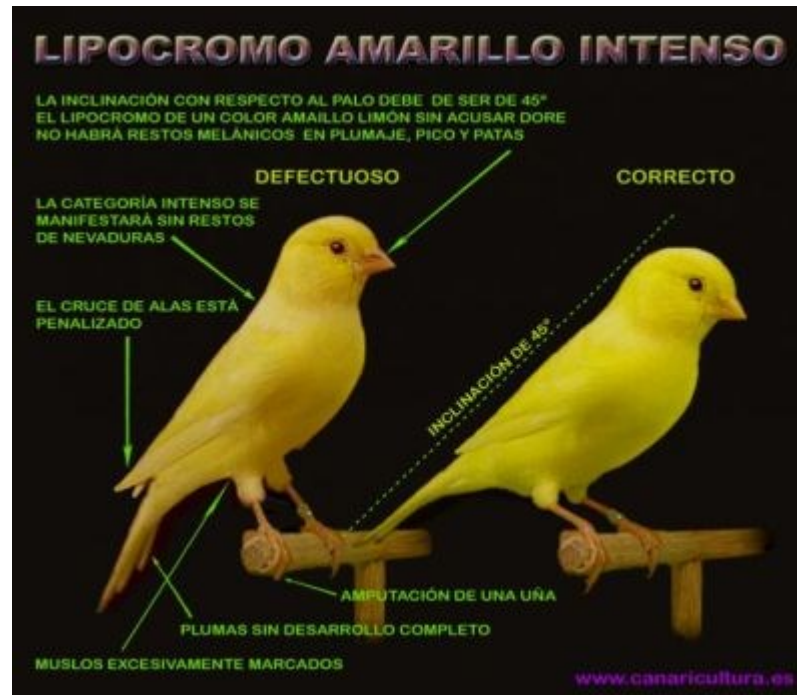 LIPOCROMO AMARILLO INTENSO
LA INCLINACIÓN CON RESPECTO AL PALO DEBE DE SER DE 45º
EL LIPOCROMO DE UN COLOR AMAILLO LIMÓN SIN ACUSAR DORE
NO HABRÁ RESTOS MELÁNICOS EN PLUMAJE, PICO Y PATAS
DEFECTUOSO
CORRECTO
LA CATEGORÍA INTENSO SE
MANIFESTARÁ SIN RESTOS
DE NEVADURAS
EL CRUCE DE ALAS ESTÁ
PENALIZADO
INCLINACIÓN DE 45º
AMPUTACIÓN DE UNA UÑA
PLUMAS SIN DESARROLLO COMPLETO
MUSLOS EXCESIVAMENTE MARCADOS
www.canaricultura.es